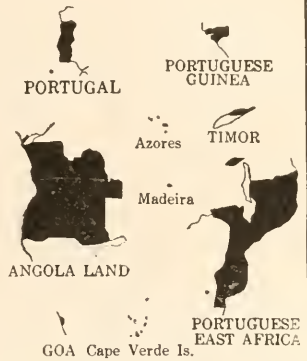 PORTUGAL
PORTUGUESE
GUINEA
Azores
TIMOR
Madeira
ANGOLA LAND
PORTUGUESE
EAST AFRICA
GOA Cape Verde Is.